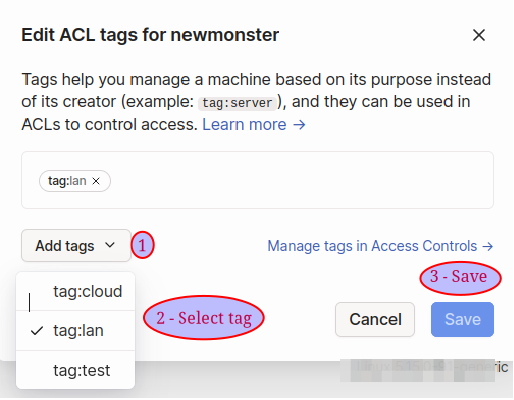 Edit ACL tags for newmonster
Tags help you manage a machine based on its purpose instead
of its creator (example: tag:server), and they can be used in
ACLs to control access. Learn more →
tag:lan ×
Add tags
1
Manage tags in Access Controls →
3 - Save
tag:cloud
2 - Select tag
Cancel
Save
✓ tag:lan
tag:test